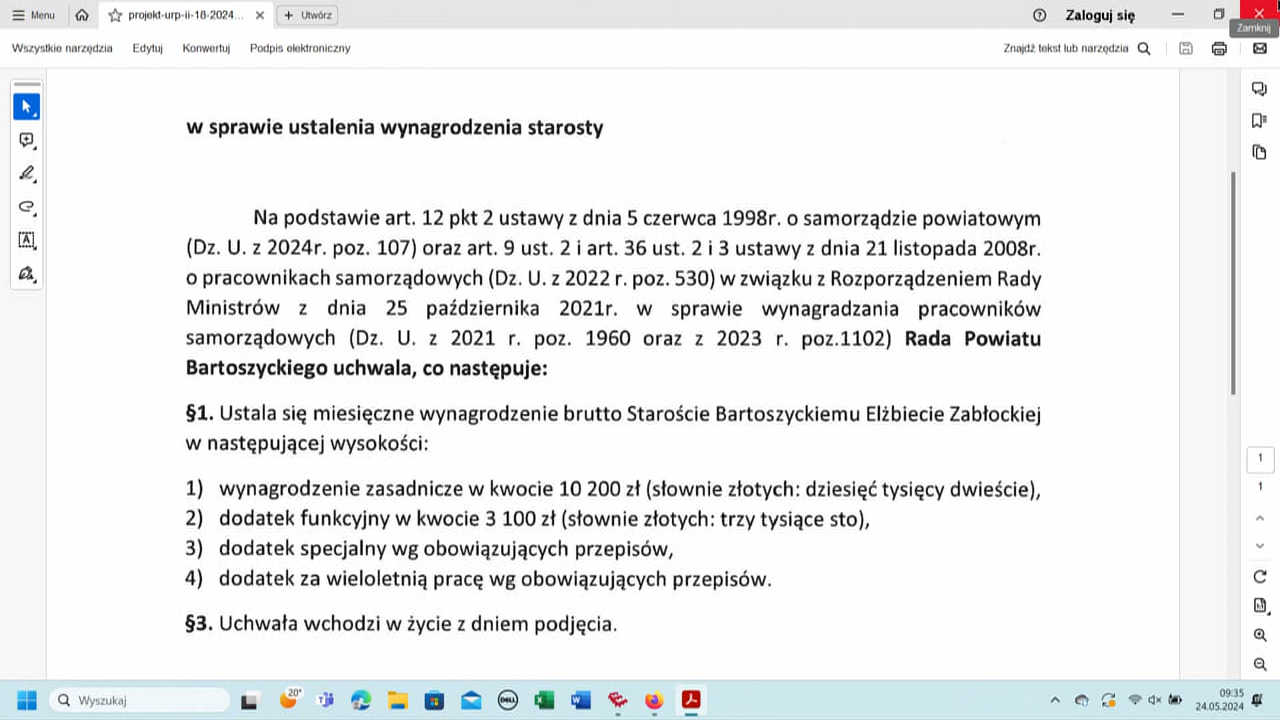 Menu
projekt-urp-ii-18-2024...
Utwórz
Zaloguj się
Zamknij
Wszystkie narzędzia
Edytuj
Konwertuj
Podpis elektroniczny
Znajdź tekst lub narzędzia
w sprawie ustalenia wynagrodzenia starosty
Na podstawie art. 12 pkt 2 ustawy z dnia 5 czerwca 1998r. o samorządzie powiatowym
(Dz. U. z 2024r. poz. 107) oraz art. 9 ust. 2 i art. 36 ust. 2 i 3 ustawy z dnia 21 listopada 2008r.
o pracownikach samorządowych (Dz. U. z 2022 r. poz. 530) w związku z Rozporządzeniem Rady
Ministrów z dnia 25 października 2021r. w sprawie wynagradzania pracowników
samorządowych (Dz. U. z 2021 r. poz. 1960 oraz z 2023 r. poz.1102) Rada Powiatu
Bartoszyckiego uchwala, co następuje:
§1. Ustala się miesięczne wynagrodzenie brutto Staroście Bartoszyckiemu Elżbiecie Zabłockiej
w następującej wysokości:
1) wynagrodzenie zasadnicze w kwocie 10 200 zł (słownie złotych: dziesięć tysięcy dwieście),
2) dodatek funkcyjny w kwocie 3 100 zł (słownie złotych: trzy tysiące sto),
3) dodatek specjalny wg obowiązujących przepisów,
4) dodatek za wieloletnią pracę wg obowiązujących przepisów.
§3. Uchwała wchodzi w życie z dniem podjęcia.
1
1
Wyszukaj
20°
DELL
09:35
24.05.2024